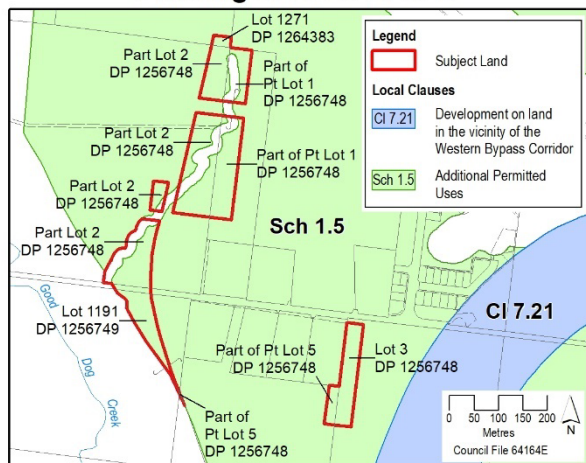 Lot 1271
DP 1264383
Part Lot 2
DP 1256748
Part of
Pt Lot 1
DP 1256748
Part Lot 2
DP 1256748
Part of Pt Lot 1
DP 1256748
Part Lot 2
DP 1256748
Part Lot 2
DP 1256748
Sch 1.5
Lot 1191
DP 1256749
Good
Dog
Creek
Part of Pt Lot 5
DP 1256748
Lot 3
DP 1256748
Part of
Pt Lot 5
DP 1256748
Cl 7.21
Legend
Subject Land
Local Clauses
Cl 7.21
Development on land
in the vicinity of the
Western Bypass Corridor
Sch 1.5
Additional Permitted
Uses
0 50 100 150 200
Metres
N
Council File 64164E